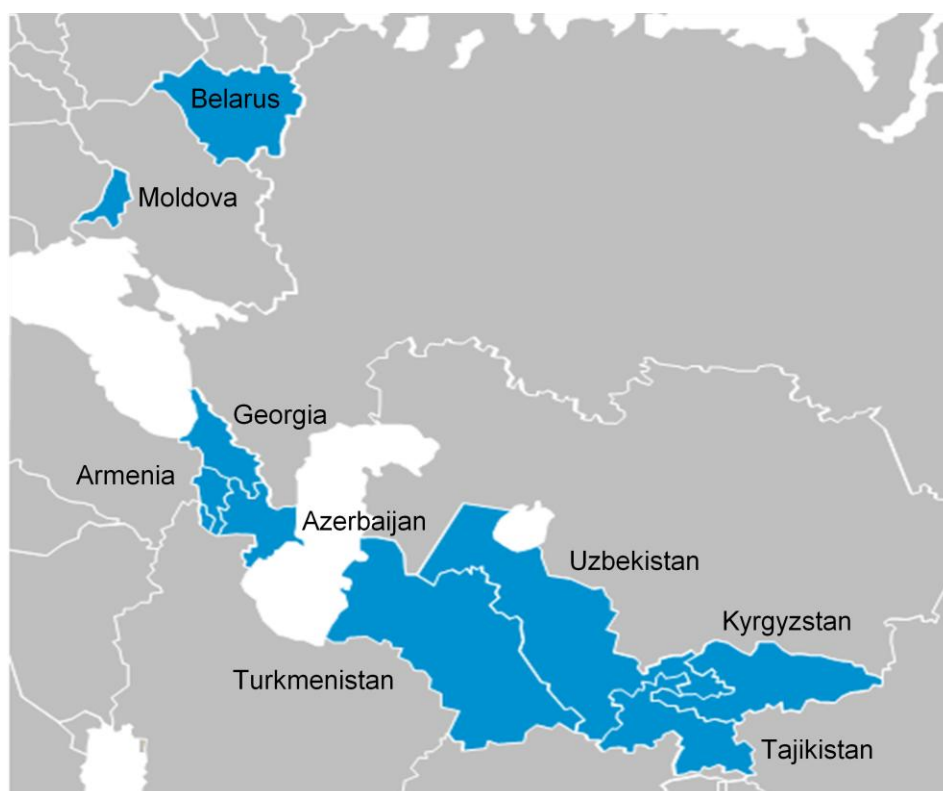 Belarus
Moldova
Georgia
Armenia
Azerbaijan
Uzbekistan
Kyrgyzstan
Turkmenistan
Tajikistan